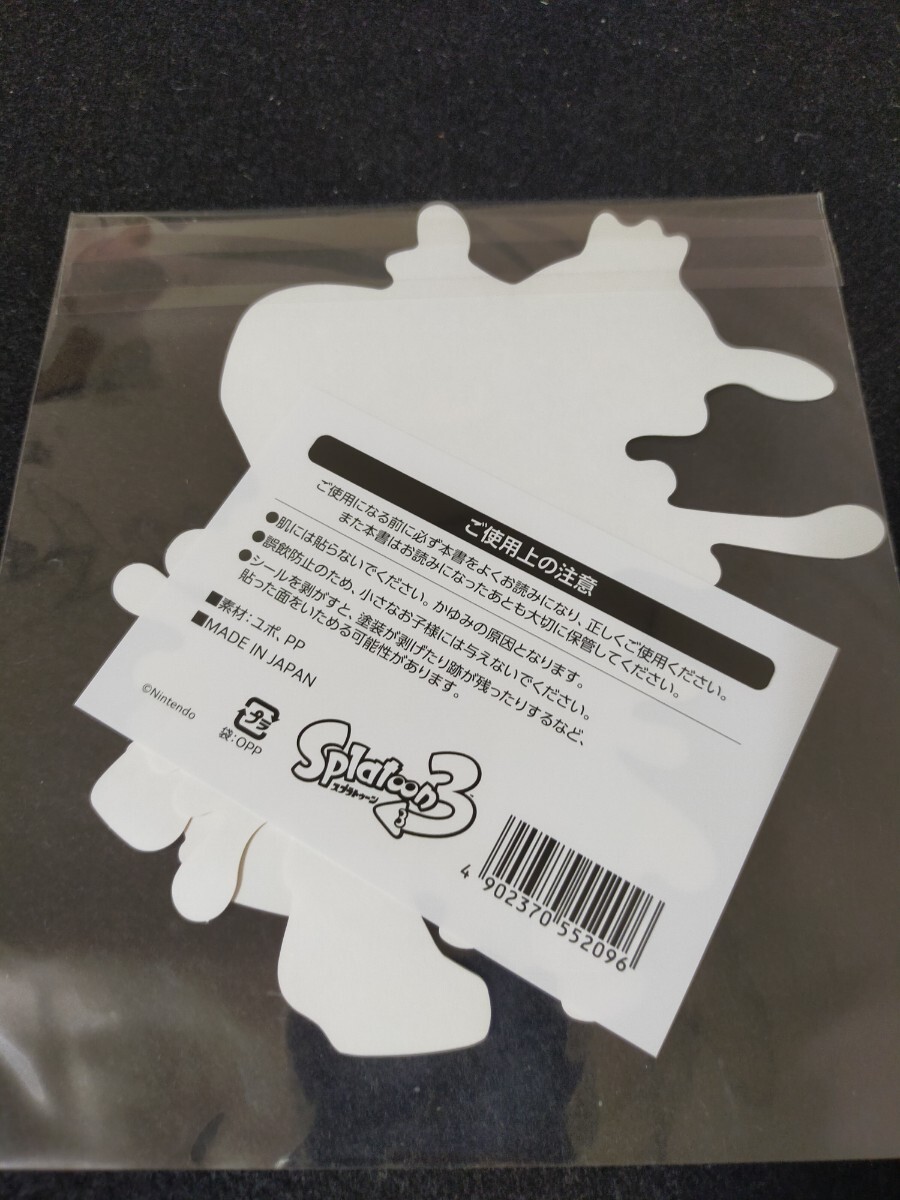 ご使用上の注意
ご使用になる前に必ず本書をよくお読みになり、正しくご使用ください。
また本書はお読みになったあとも大切に保管してください。
●肌には貼らないでください。かゆみの原因となります。
●誤飲防止のため、小さなお子様には与えないでください。
●シールを剥がすと、塗装が剥げたり跡が残ったりするなど、
貼った面をいためる可能性があります。
■素材:ユポ、PP
■MADE IN JAPAN
©Nintendo
プラ
袋:OPP
Splatoon 3
スプラトゥーン
3
4 902370 552096